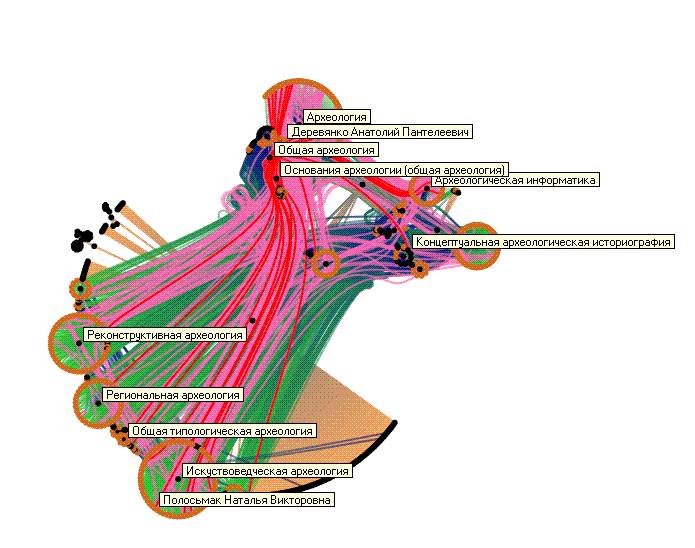 Археология
Деревянко Анатолий Пантелеевич
Общая археология
Основания археологии (общая археология)
Археологическая информатика
Концептуальная археологическая историография
Реконструктивная археология
Региональная археология
Общая типологическая археология
Искуствоведческая археология
Полосьмак Наталья Викторовна